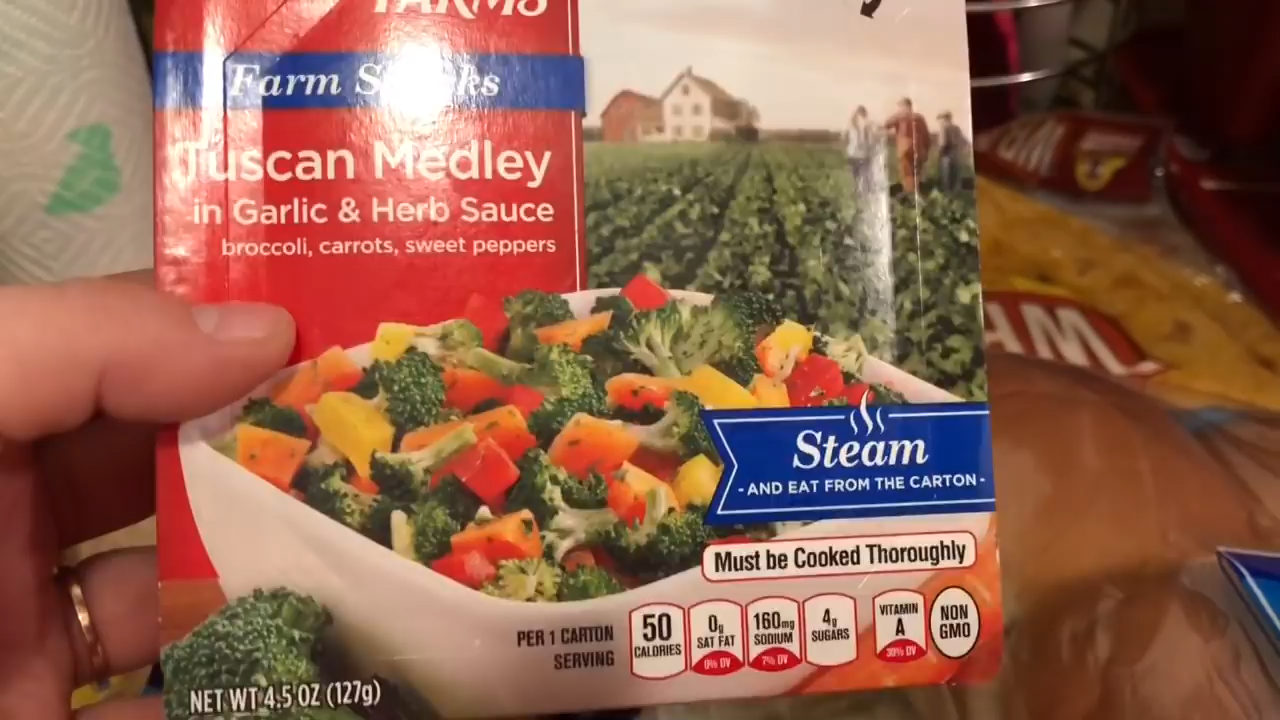 FARMS
Farm
Tuscan Medley
in Garlic & Herb Sauce
broccoli, carrots, sweet peppers
Steam
- AND EAT FROM THE CARTON -
Must be Cooked Thoroughly
PER 1 CARTON
SERVING
50
CALORIES
0g
SAT FAT
0% DV
160mg
SODIUM
7% DV
4g
SUGARS
VITAMIN
A
30% DV
NON
GMO
NET WT 4.5 OZ (127g)